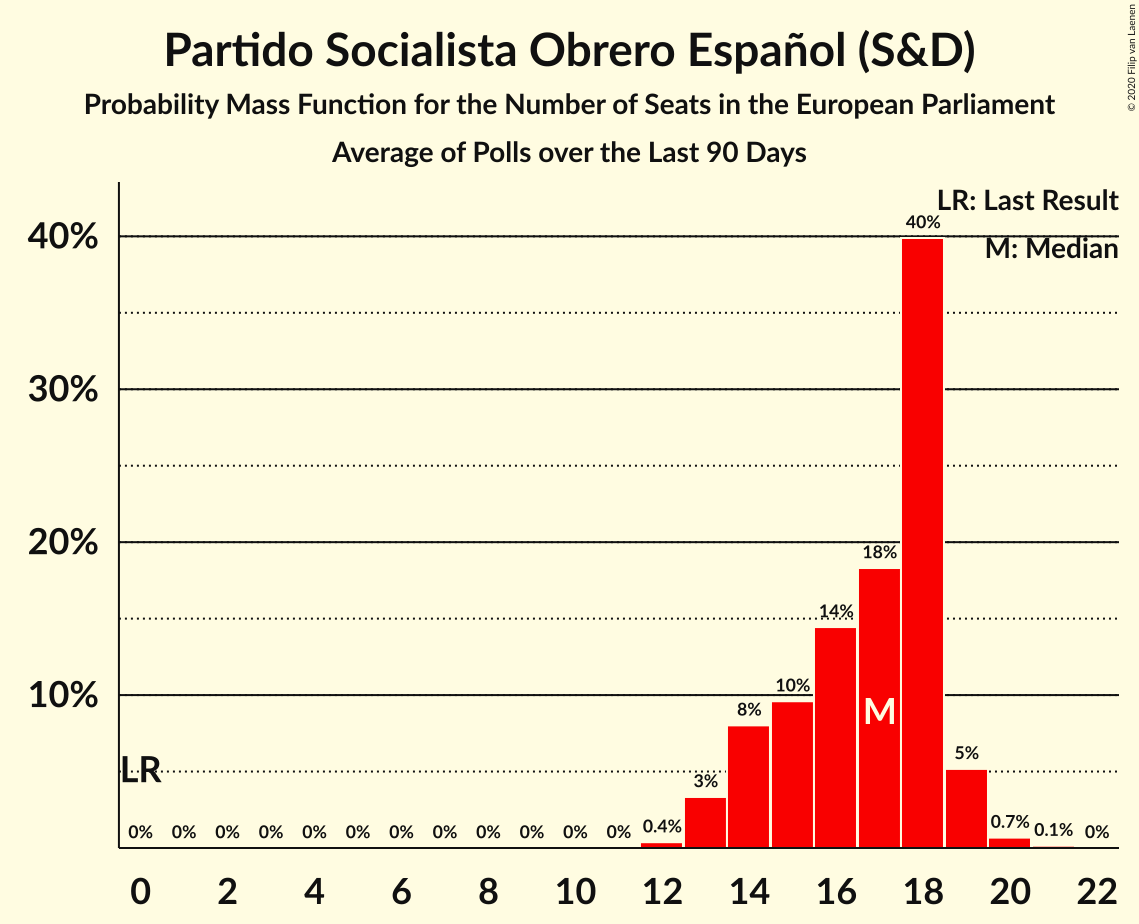 Partido Socialista Obrero Español (S&D)
Probability Mass Function for the Number of Seats in the European Parliament
Average of Polls over the Last 90 Days
© 2020 Filip van Laenen
LR: Last Result
M: Median
40%
30%
20%
10%
LR
0% 0% 0% 0% 0% 0% 0% 0% 0% 0% 0% 0% 0.4% 3% 8% 10% 14% 18% 40% 5% 0.7% 0.1% 0%
M
0 2 4 6 8 10 12 14 16 18 20 22